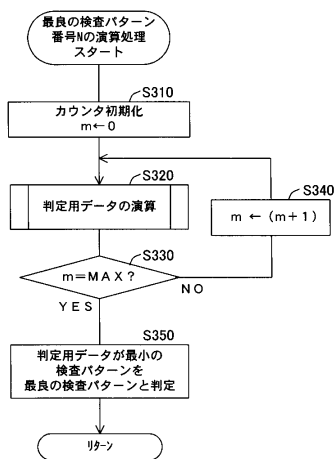 最良の検査パターン
番号Nの演算処理
スタート
S310
カウンタ初期化
m←0
S320
判定用データの演算
S340
m ← (m+1)
S330
m=MAX?
NO
YES
S350
判定用データが最小の
検査パターンを
最良の検査パターンと判定
リターン